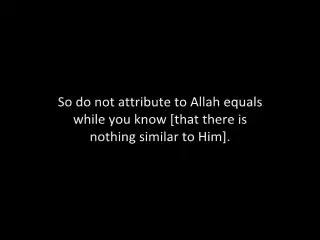 So do not attribute to Allah equals
while you know [that there is
nothing similar to Him].